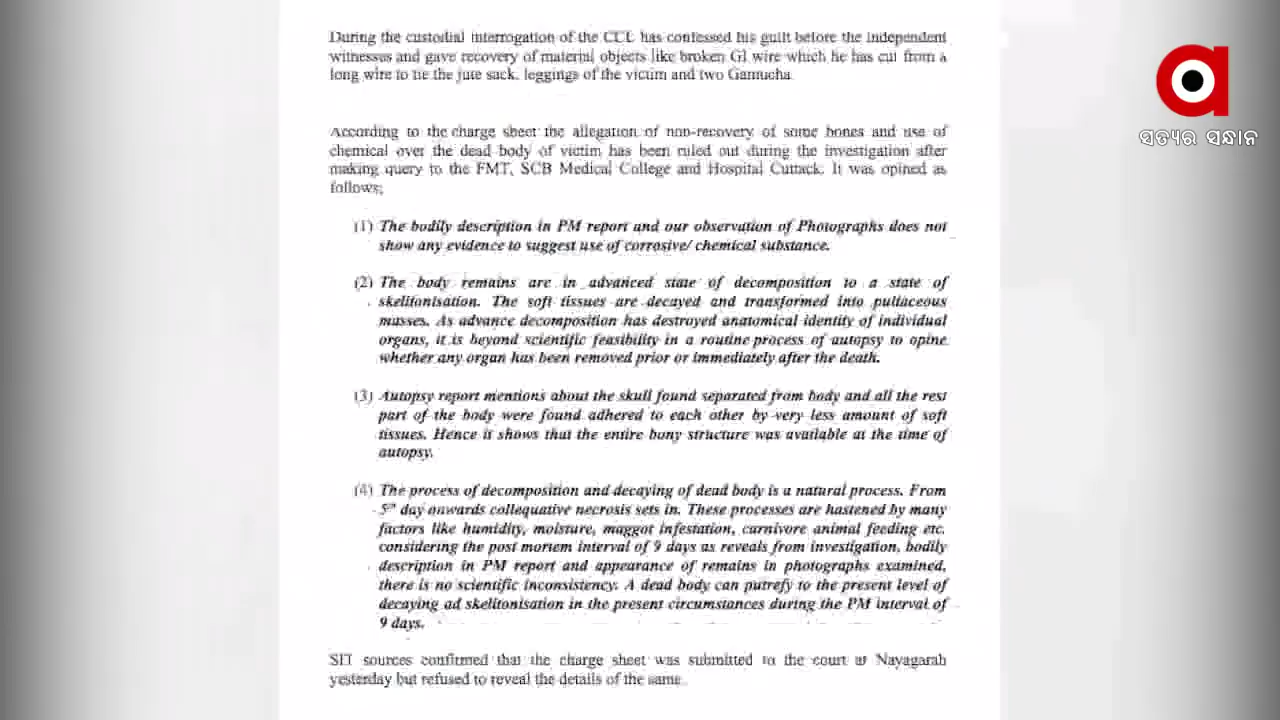 During the custodial interrogation of the CCL has confessed his guilt before the independent
witnesses and gave recovery of material objects like broken GI wire which he has cut from a
long wire to tie the jute sack, leggings of the victim and two Gamucha.
ସତ୍ୟର ସନ୍ଧାନ
According to the charge sheet the allegation of non-recovery of some bones and use of
chemical over the dead body of victim has been ruled out during the investigation after
making query to the FMT, SCB Medical College and Hospital Cuttack. It was opined as
follows;
(1) The bodily description in PM report and our observation of Photographs does not
show any evidence to suggest use of corrosive/ chemical substance.
(2) The body remains are in advanced state of decomposition to a state of
skelitonisation. The soft tissues are decayed and transformed into pultaceous
masses. As advance decomposition has destroyed anatomical identity of individual
organs, it is beyond scientific feasibility in a routine process of autopsy to opine
whether any organ has been removed prior or immediately after the death.
(3) Autopsy report mentions about the skull found separated from body and all the rest
part of the body were found adhered to each other by very less amount of soft
tissues. Hence it shows that the entire bony structure was available at the time of
autopsy.
(4) The process of decomposition and decaying of dead body is a natural process. From
5th day onwards collequative necrosis sets in. These processes are hastened by many
factors like humidity, moisture, maggot infestation, carnivore animal feeding etc.
considering the post mortem interval of 9 days as reveals from investigation, bodily
description in PM report and appearance of remains in photographs examined,
there is no scientific inconsistency. A dead body can putrefy to the present level of
decaying ad skelitonisation in the present circumstances during the PM interval of
9 days.
SIT sources confirmed that the charge sheet was submitted to the court at Nayagarah
yesterday but refused to reveal the details of the same.